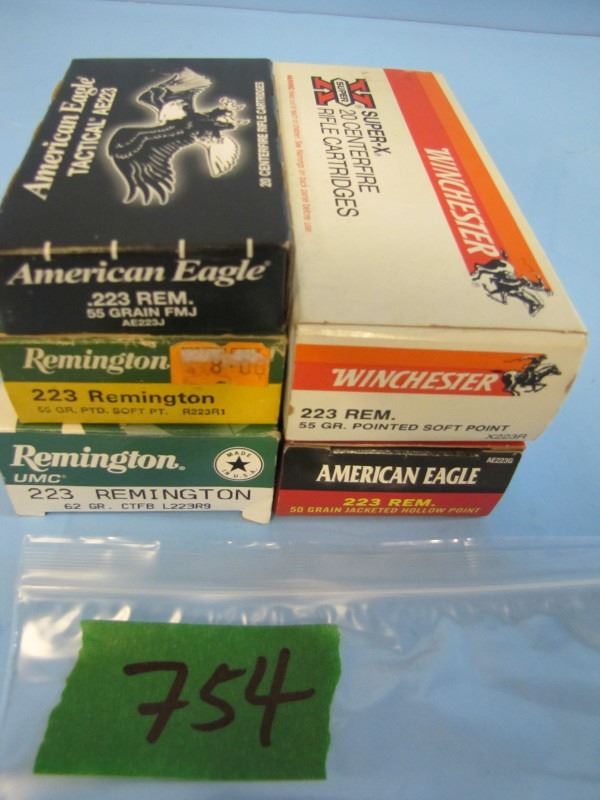 American Eagle
TACTICAL AE223
20 CENTERFIRE RIFLE CARTRIDGES
American Eagle
.223 REM.
55 GRAIN FMJ
AE223J
SUPER
X
SUPER-X
20 CENTERFIRE
RIFLE CARTRIDGES
WINCHESTER
Remington
223 Remington
55 GR. PTD. SOFT PT. R223R1
WINCHESTER
223 REM.
55 GR. POINTED SOFT POINT
X223R
Remington
UMC
MADE
IN U.S.A.
223 REMINGTON
62 GR. CTFB L223R9
AE223G
AMERICAN EAGLE
223 REM.
50 GRAIN JACKETED HOLLOW POINT
754